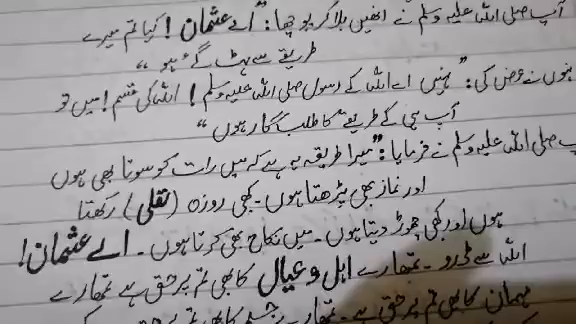 آپ صلی اللہ علیہ وسلم نے انھیں بلا کر پوچھا: "اے عثمان! کیا تم میرے
طریقے سے ہٹ گئے ہو"
انہوں نے عرض کی: "نہیں اے اللہ کے رسول صلی اللہ علیہ وسلم! اللہ کی قسم! میں تو
آپ ہی کے طریقے کا طلب گار ہوں"
آپ صلی اللہ علیہ وسلم نے فرمایا: "میرا طریقہ یہ ہے کہ میں رات کو سوتا بھی ہوں
اور نماز بھی پڑھتا ہوں۔ کبھی روزہ (نفلی) رکھتا
ہوں اور کبھی چھوڑ دیتا ہوں۔ میں نکاح بھی کرتا ہوں۔ اے عثمان!
اللہ سے ڈرو۔ تمھارے اہل و عیال کا بھی تم پر حق ہے تمھارے
مہمان کا بھی تم پر حق ہے۔ تمھارے جسم کا بھی تم پر حق ہے